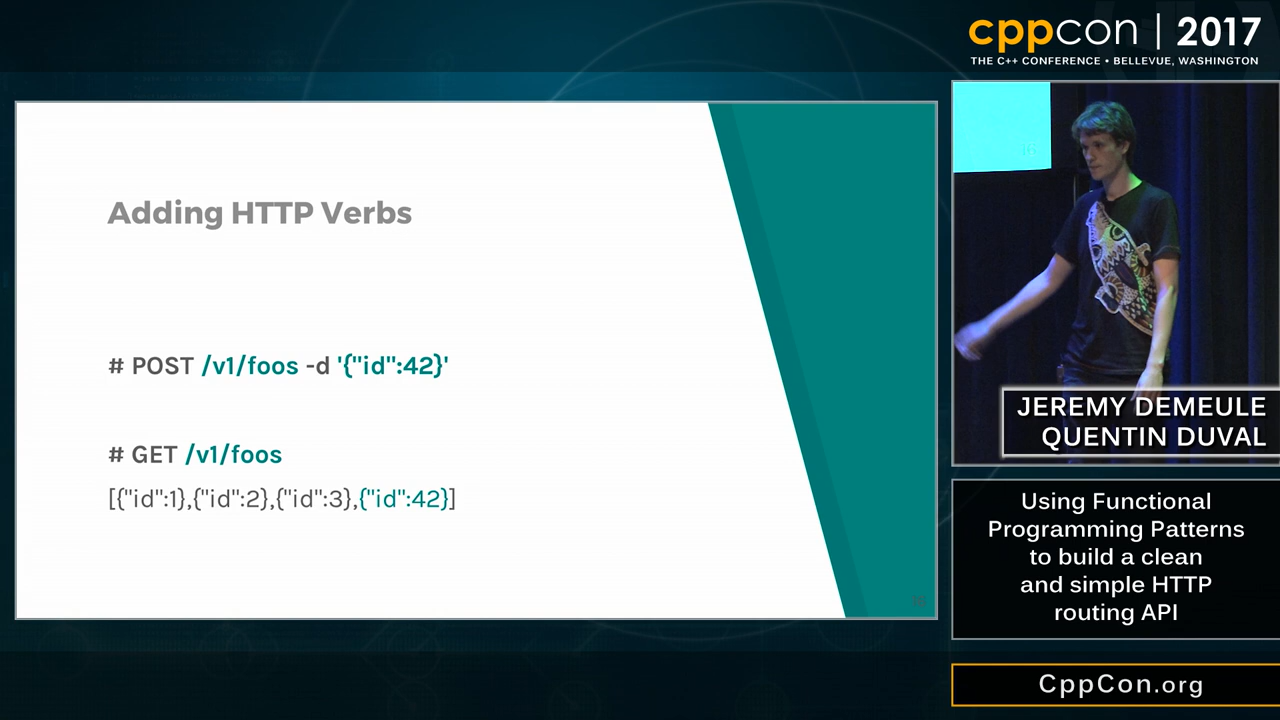 cppcon | 2017
THE C++ CONFERENCE • BELLEVUE, WASHINGTON
Adding HTTP Verbs
# POST /v1/foos -d '{"id":42}'
# GET /v1/foos
[{"id":1},{"id":2},{"id":3},{"id":42}]
JEREMY DEMEULE
QUENTIN DUVAL
Using Functional
Programming Patterns
to build a clean
and simple HTTP
routing API
CppCon.org